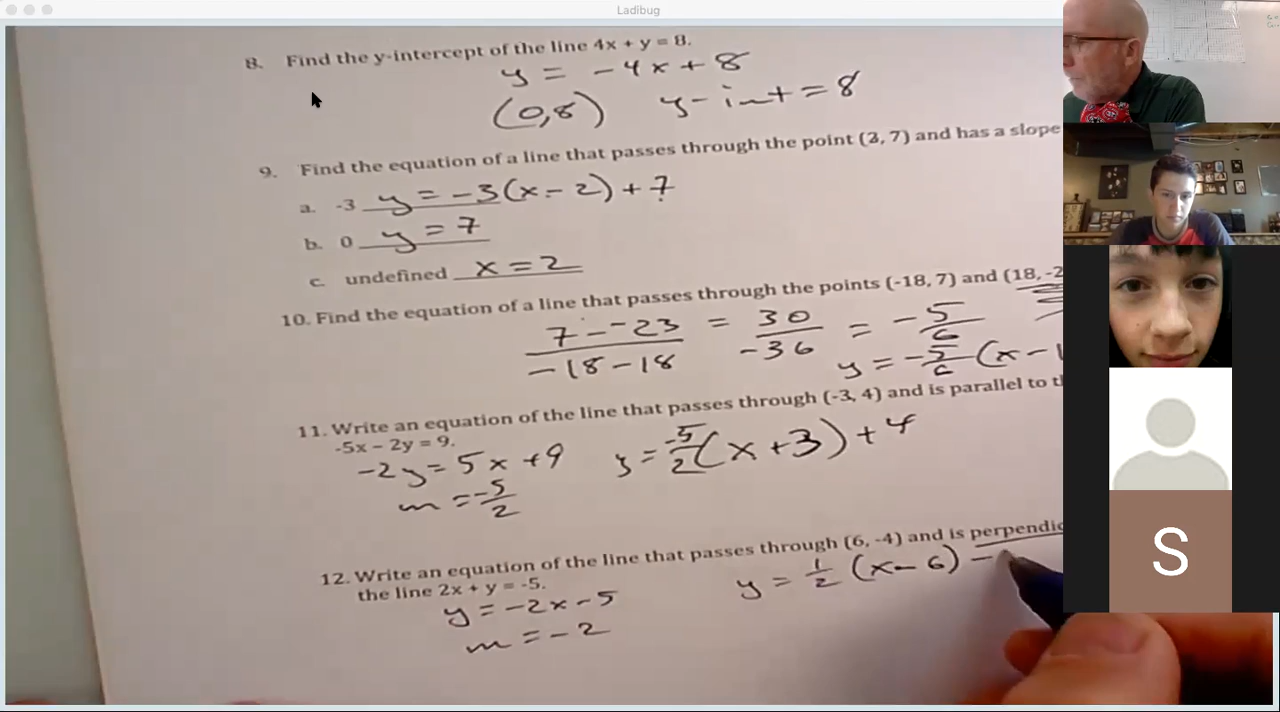 Ladibug
8. Find the y-intercept of the line 4x + y = 8.
y = -4x + 8
(0,8) y-int = 8
9. Find the equation of a line that passes through the point (2, 7) and has a slope
a. -3 y = -3(x - 2) + 7
b. 0 y = 7
c. undefined x = 2
10. Find the equation of a line that passes through the points (-18, 7) and (18, -2
7 - -23 / -18 - 18 = 30 / -36 = -5/6
y = -5/6 (x - 1
11. Write an equation of the line that passes through (-3, 4) and is parallel to th
-5x – 2y = 9.
-2y = 5x + 9 y = -5/2 (x + 3) + 4
m = -5/2
12. Write an equation of the line that passes through (6, -4) and is perpendic
the line 2x + y = -5.
y = 1/2 (x - 6) -
y = -2x - 5
m = -2
S